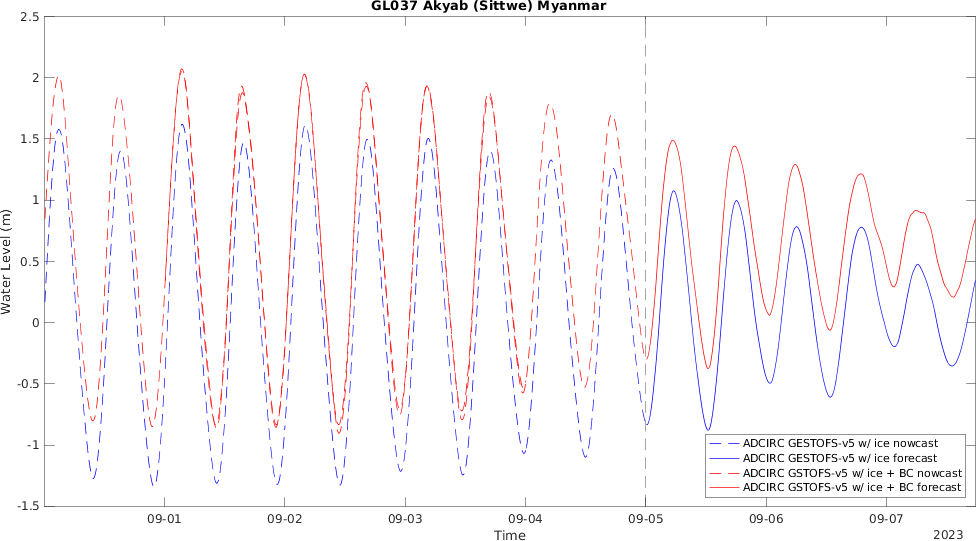 GL037 Akyab (Sittwe) Myanmar
Water Level (m)
2.5
2
1.5
1
0.5
0
-0.5
-1
-1.5
ADCIRC GESTOFS-v5 w/ ice nowcast
ADCIRC GESTOFS-v5 w/ ice forecast
ADCIRC GSTOFS-v5 w/ ice + BC nowcast
ADCIRC GSTOFS-v5 w/ ice + BC forecast
09-01 09-02 09-03 09-04 09-05 09-06 09-07
Time
2023